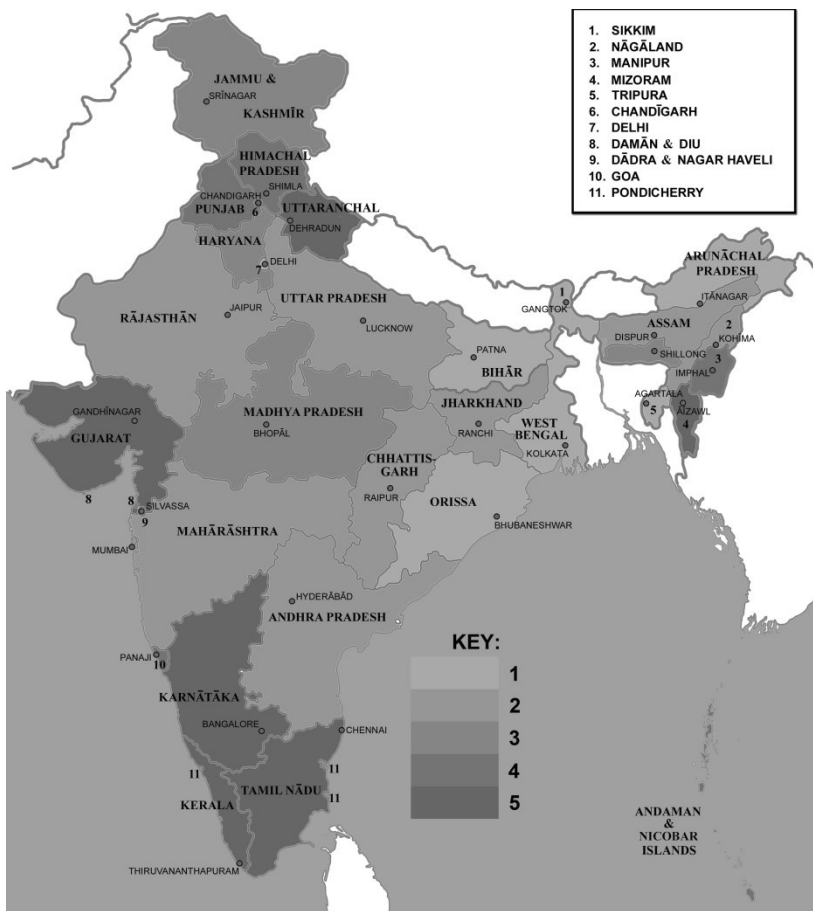 1. SIKKIM
2. NĀGĀLAND
3. MANIPUR
4. MIZORAM
5. TRIPURA
6. CHANDĪGARH
7. DELHI
8. DAMĀN & DIU
9. DĀDRA & NAGAR HAVELI
10. GOA
11. PONDICHERRY
JAMMU &
SRĪNAGAR
KASHMĪR
HIMACHAL
PRADESH
SHIMLA
CHANDIGARH
6
PUNJAB
UTTARANCHAL
DEHRADUN
HARYANA
DELHI
7
ARUNĀCHAL
PRADESH
ITĀNAGAR
1
GANGTOK
UTTAR PRADESH
LUCKNOW
JAIPUR
RĀJASTHĀN
ASSAM
2
DISPUR
KOHĪMA
SHILLONG
3
IMPHAL
PATNA
BIHĀR
AGARTALA
5
AĪZAWL
4
JHARKHAND
RANCHI
WEST
BENGAL
KOLKATA
GANDHĪNAGAR
GUJARAT
MADHYA PRADESH
BHOPĀL
CHHATTIS-
GARH
RAIPUR
ORISSA
BHUBANESHWAR
8
8
SILVASSA
9
MAHĀRĀSHTRA
MUMBAI
HYDERĀBĀD
ANDHRA PRADESH
PANAJI
10
KARNĀTĀKA
BANGALORE
CHENNAI
11
11
TAMIL NĀDU
11
KERALA
THIRUVANANTHAPURAM
KEY:
1
2
3
4
5
ANDAMAN
&
NICOBAR
ISLANDS